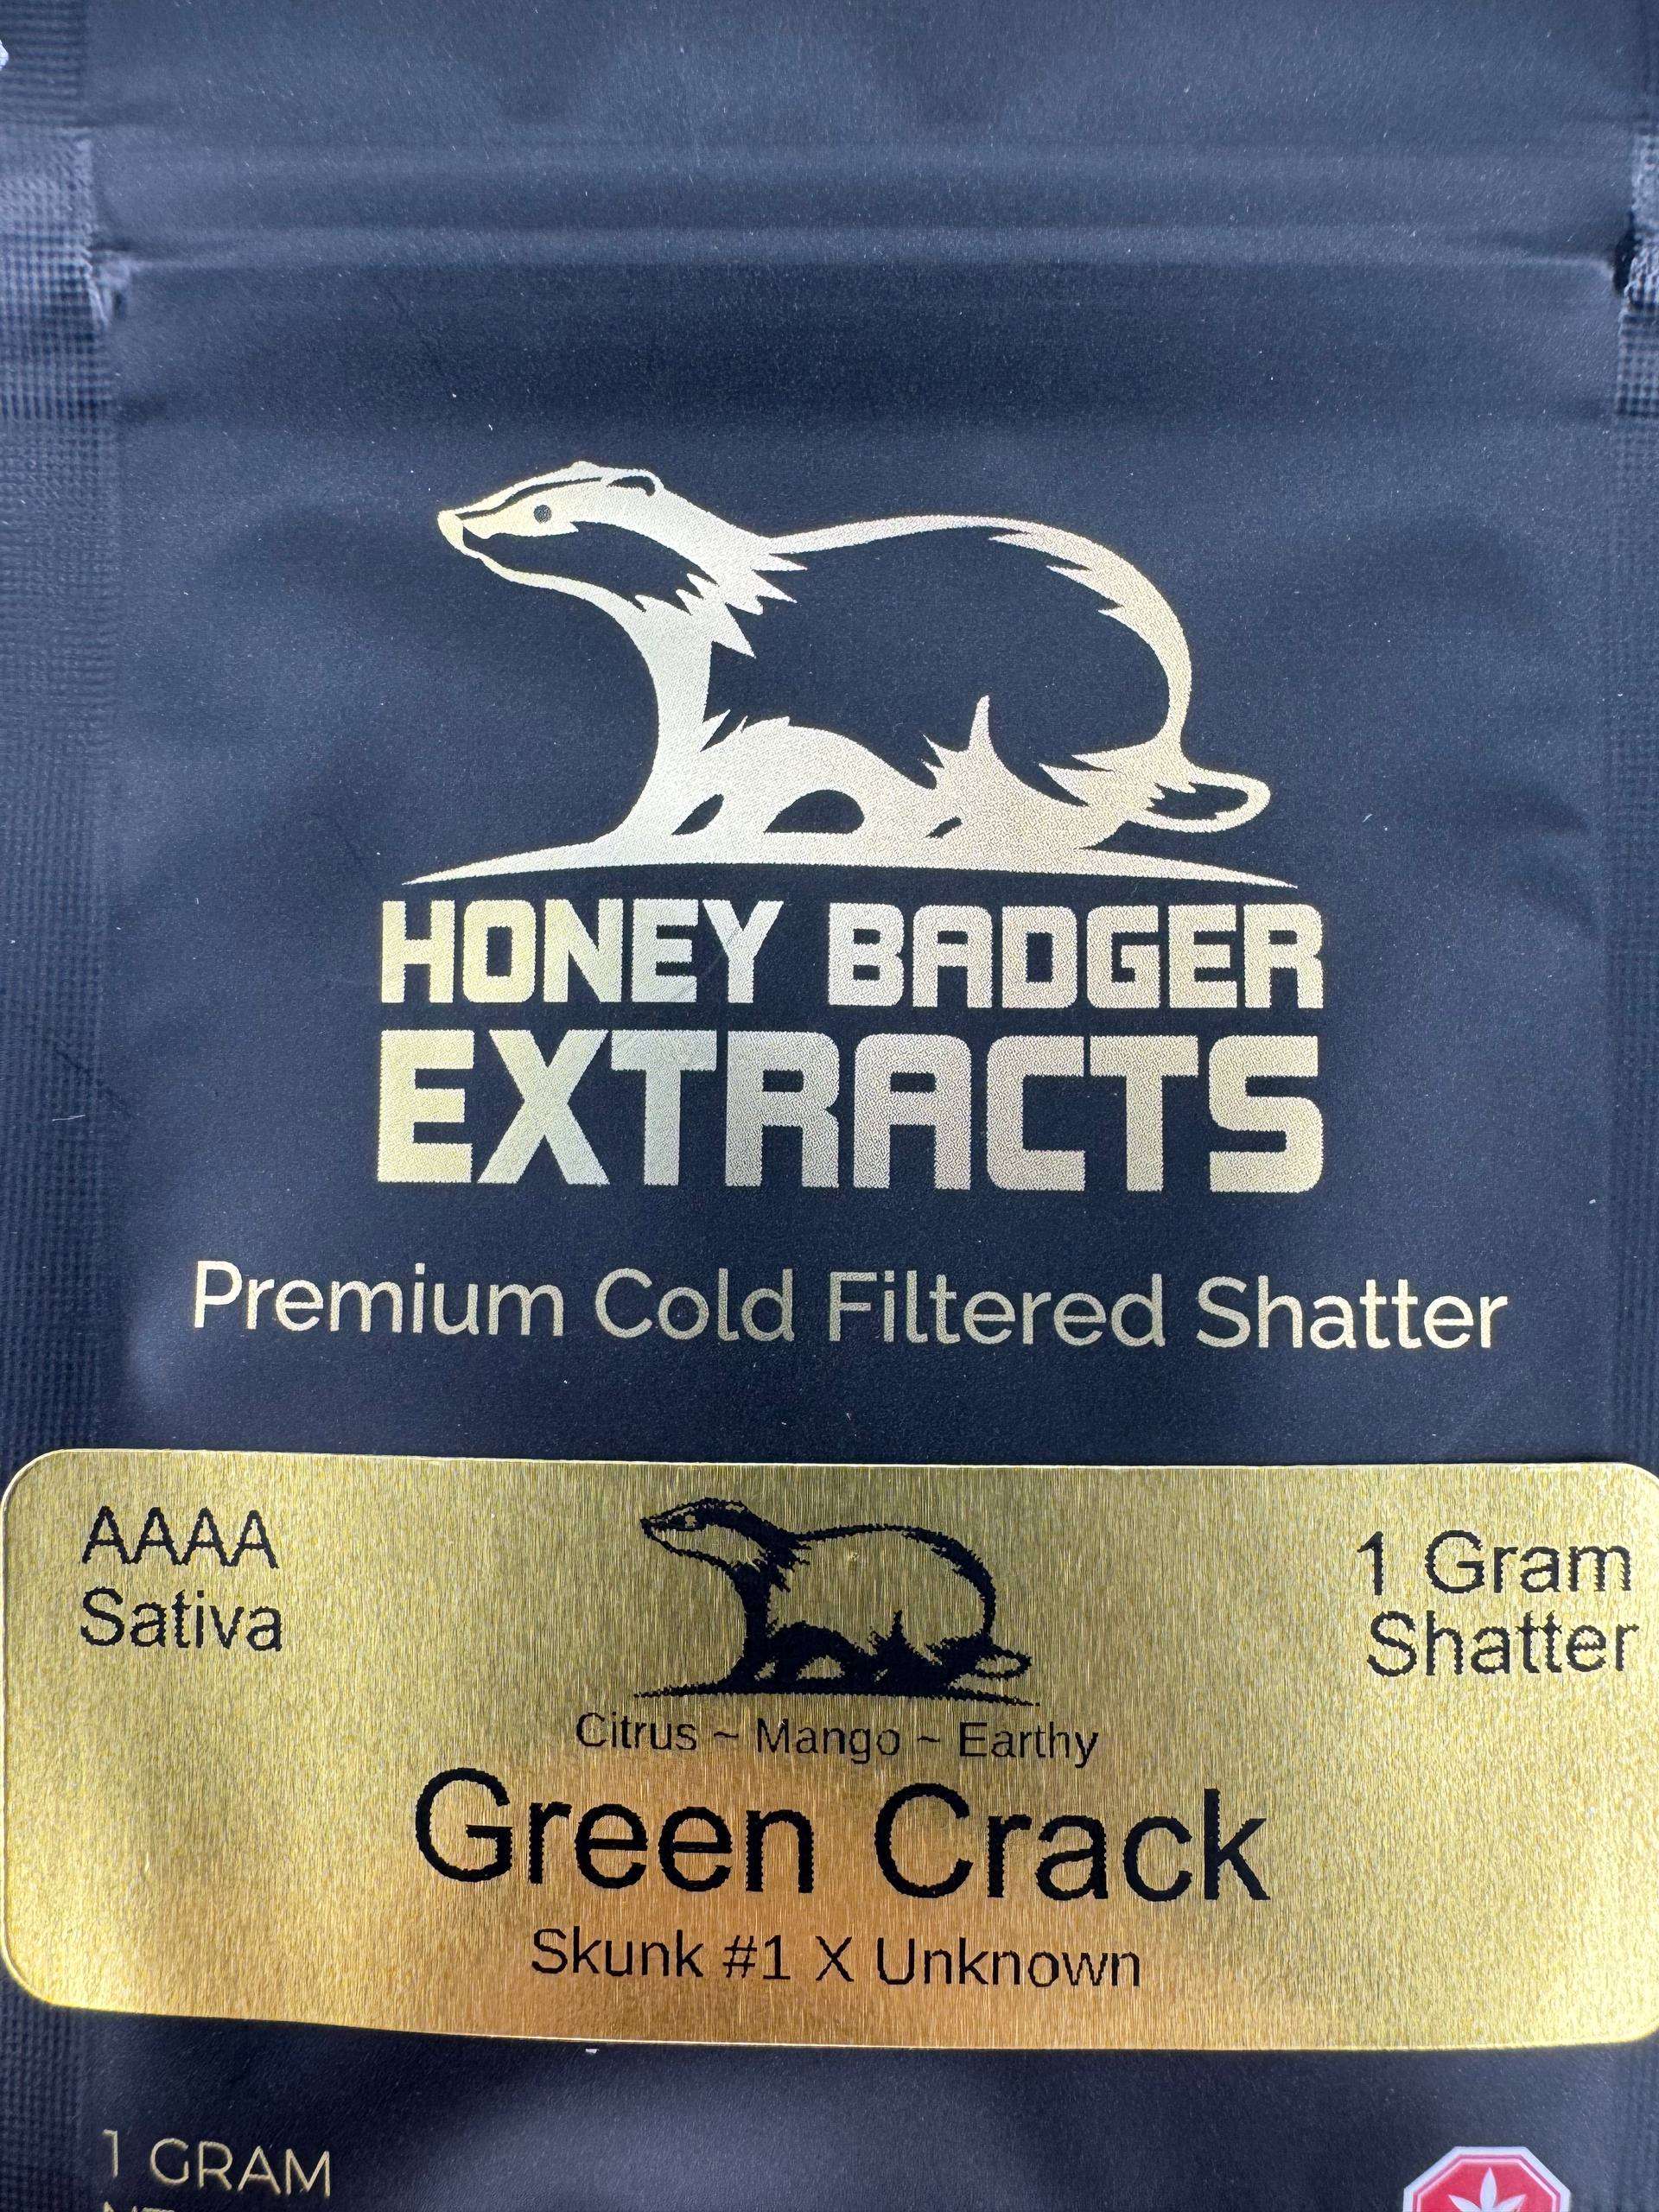 HONEY BADGER
EXTRACTS
Premium Cold Filtered Shatter
AAAA
Sativa
1 Gram
Shatter
Citrus ~ Mango ~ Earthy
Green Crack
Skunk #1 X Unknown
1 GRAM